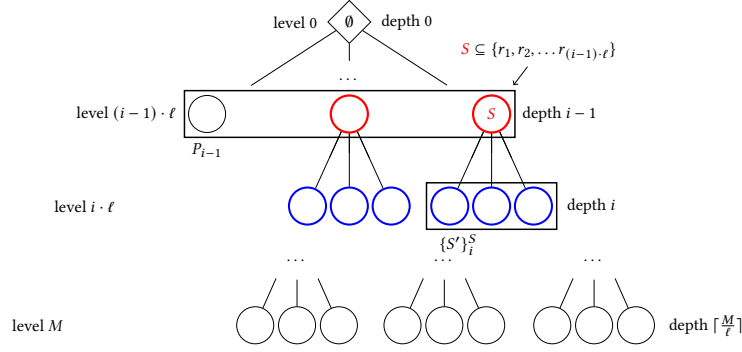 level 0 ∅ depth 0
S ⊆ {r₁, r₂, … r₍ᵢ₋₁₎·ℓ}
...
level (i−1)·ℓ S depth i−1
Pᵢ₋₁
level i·ℓ depth i
{S′}ᵢˢ
... ... ...
level M depth ⌈M/ℓ⌉